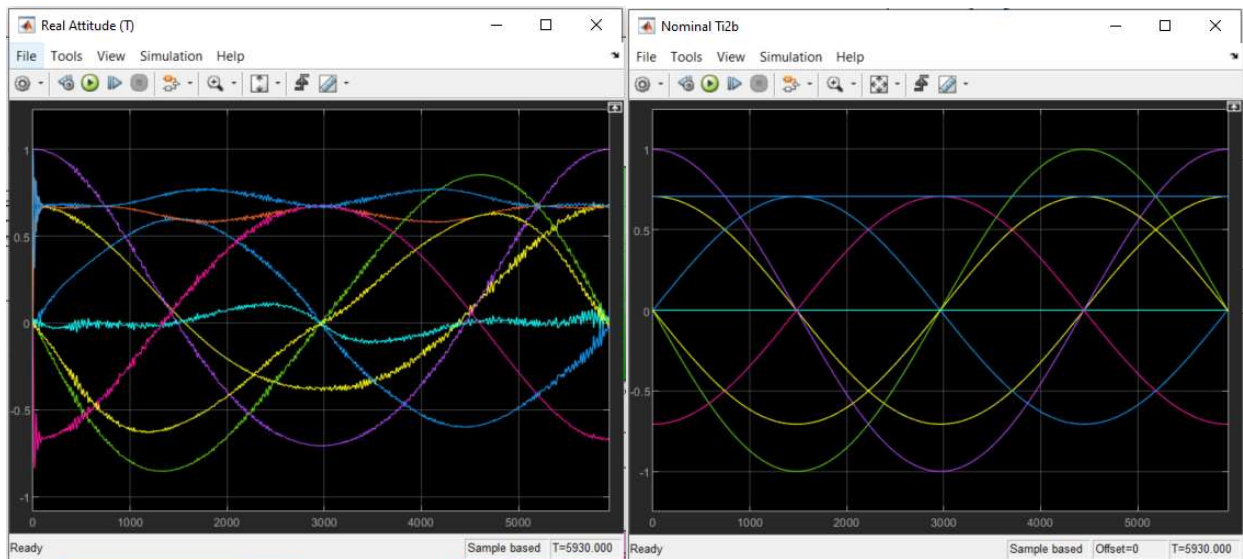 Real Attitude (T)
File Tools View Simulation Help
1
0.5
0
-0.5
-1
0 1000 2000 3000 4000 5000
Ready Sample based T=5930.000
Nominal Ti2b
File Tools View Simulation Help
1
0.5
0
-0.5
-1
0 1000 2000 3000 4000 5000
Ready Sample based Offset=0 T=5930.000